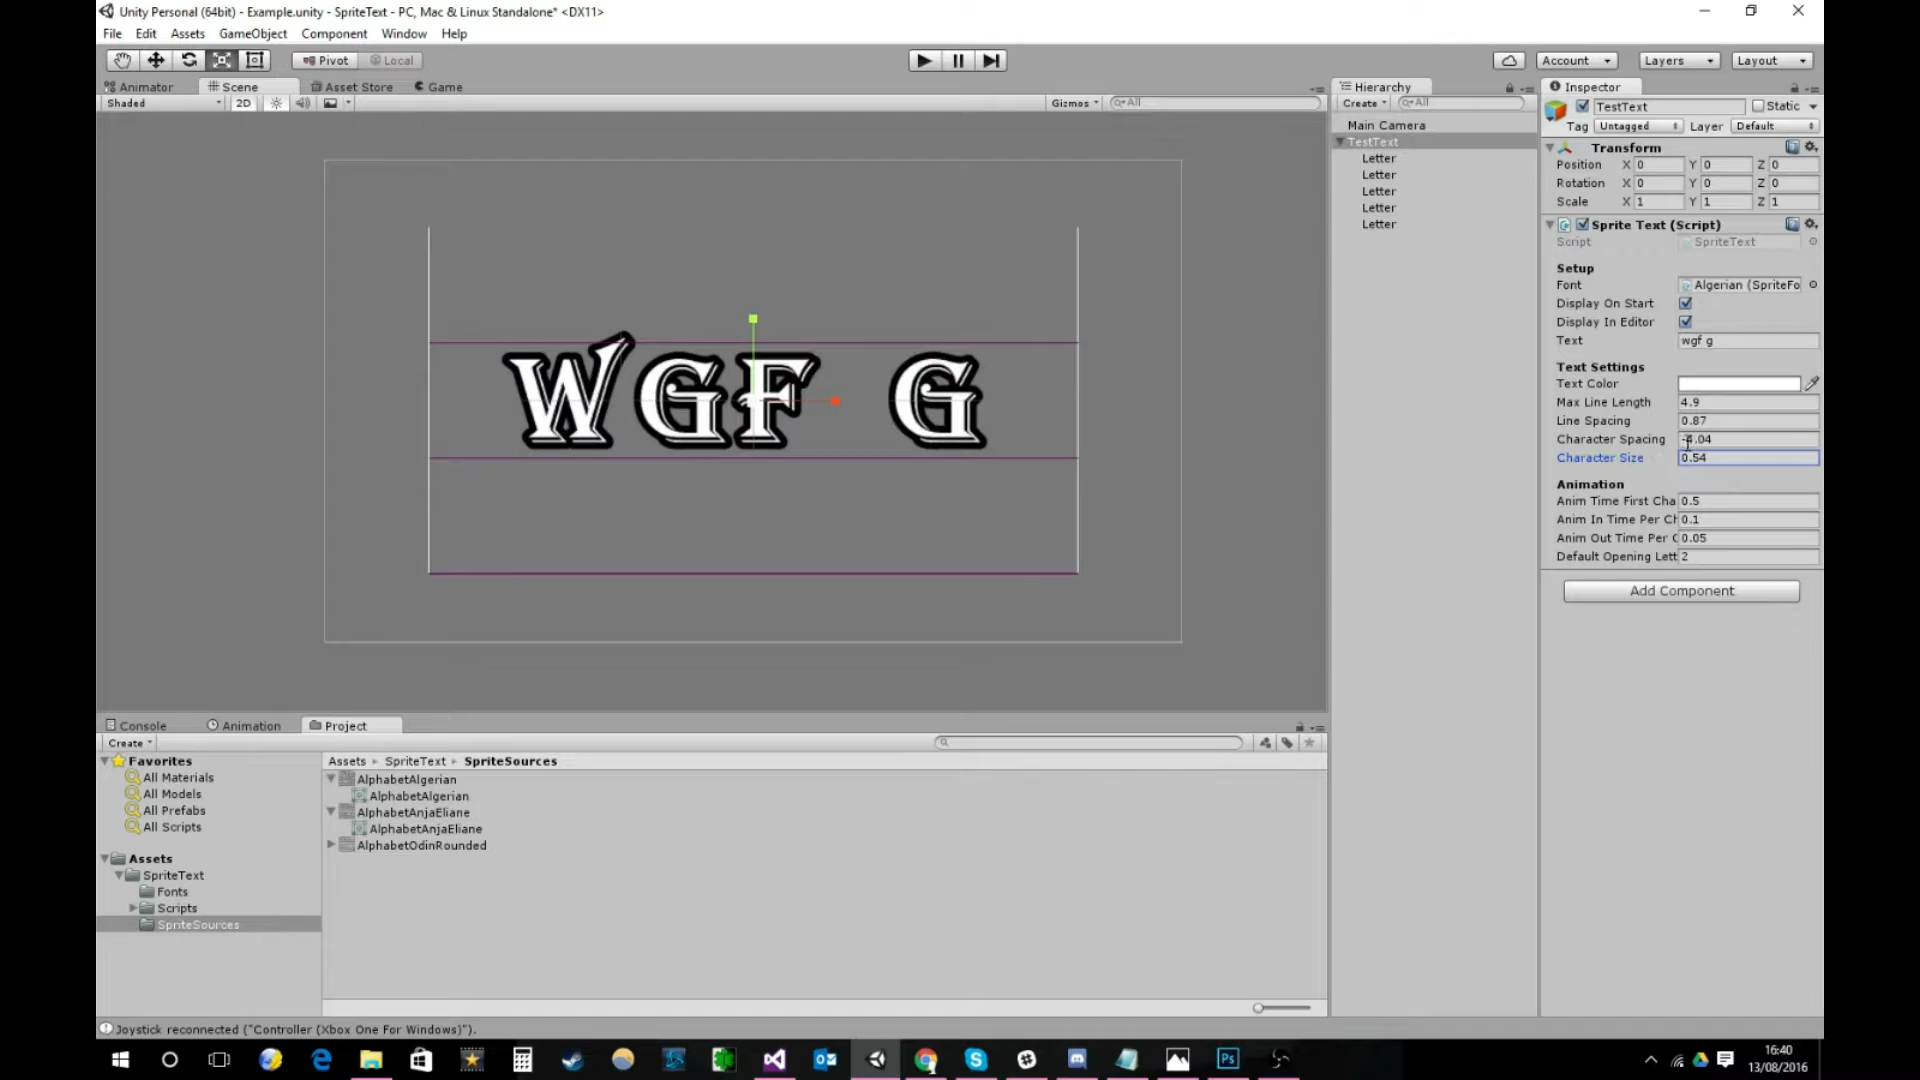 Unity Personal (64bit) - Example.unity - SpriteText - PC, Mac & Linux Standalone* <DX11>
File Edit Assets GameObject Component Window Help
Pivot Local Account Layers Layout
Animator Scene Asset Store Game Hierarchy Inspector
Shaded 2D Gizmos All Create All TestText Static
Tag Untagged Layer Default
Main Camera
TestText
Letter
Letter
Letter
Letter
Letter
Transform
Position X 0 Y 0 Z 0
Rotation X 0 Y 0 Z 0
Scale X 1 Y 1 Z 1
Sprite Text (Script)
Script SpriteText
Setup
Font Algerian (SpriteFo
Display On Start
Display In Editor
Text wgf g
Text Settings
Text Color
Max Line Length 4.9
Line Spacing 0.87
Character Spacing
Character Size 0.54
Animation
Anim Time First Cha 0.5
Anim In Time Per Ch 0.1
Anim Out Time Per C 0.05
Default Opening Lett 2
Add Component
WGF G
Console Animation Project
Create
Favorites
All Materials
All Models
All Prefabs
All Scripts
Assets
SpriteText
Fonts
Scripts
SpriteSources
Assets SpriteText SpriteSources
AlphabetAlgerian
AlphabetAlgerian
AlphabetAnjaEliane
AlphabetAnjaEliane
AlphabetOdinRounded
Joystick reconnected ("Controller (Xbox One For Windows)").
Ps
16:40
13/08/2016